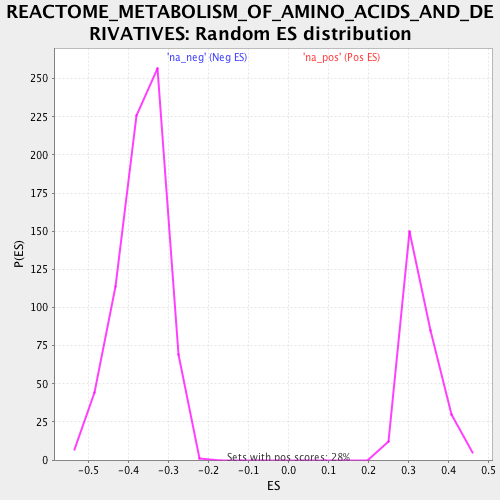 REACTOME_METABOLISM_OF_AMINO_ACIDS_AND_DE
RIVATIVES: Random ES distribution
'na_neg' (Neg ES) 'na_pos' (Pos ES)
250
225
200
175
150
125
100
75
50
25
0
P(ES)
Sets with pos scores: 28%
-0.5 -0.4 -0.3 -0.2 -0.1 0.0 0.1 0.2 0.3 0.4 0.5
ES